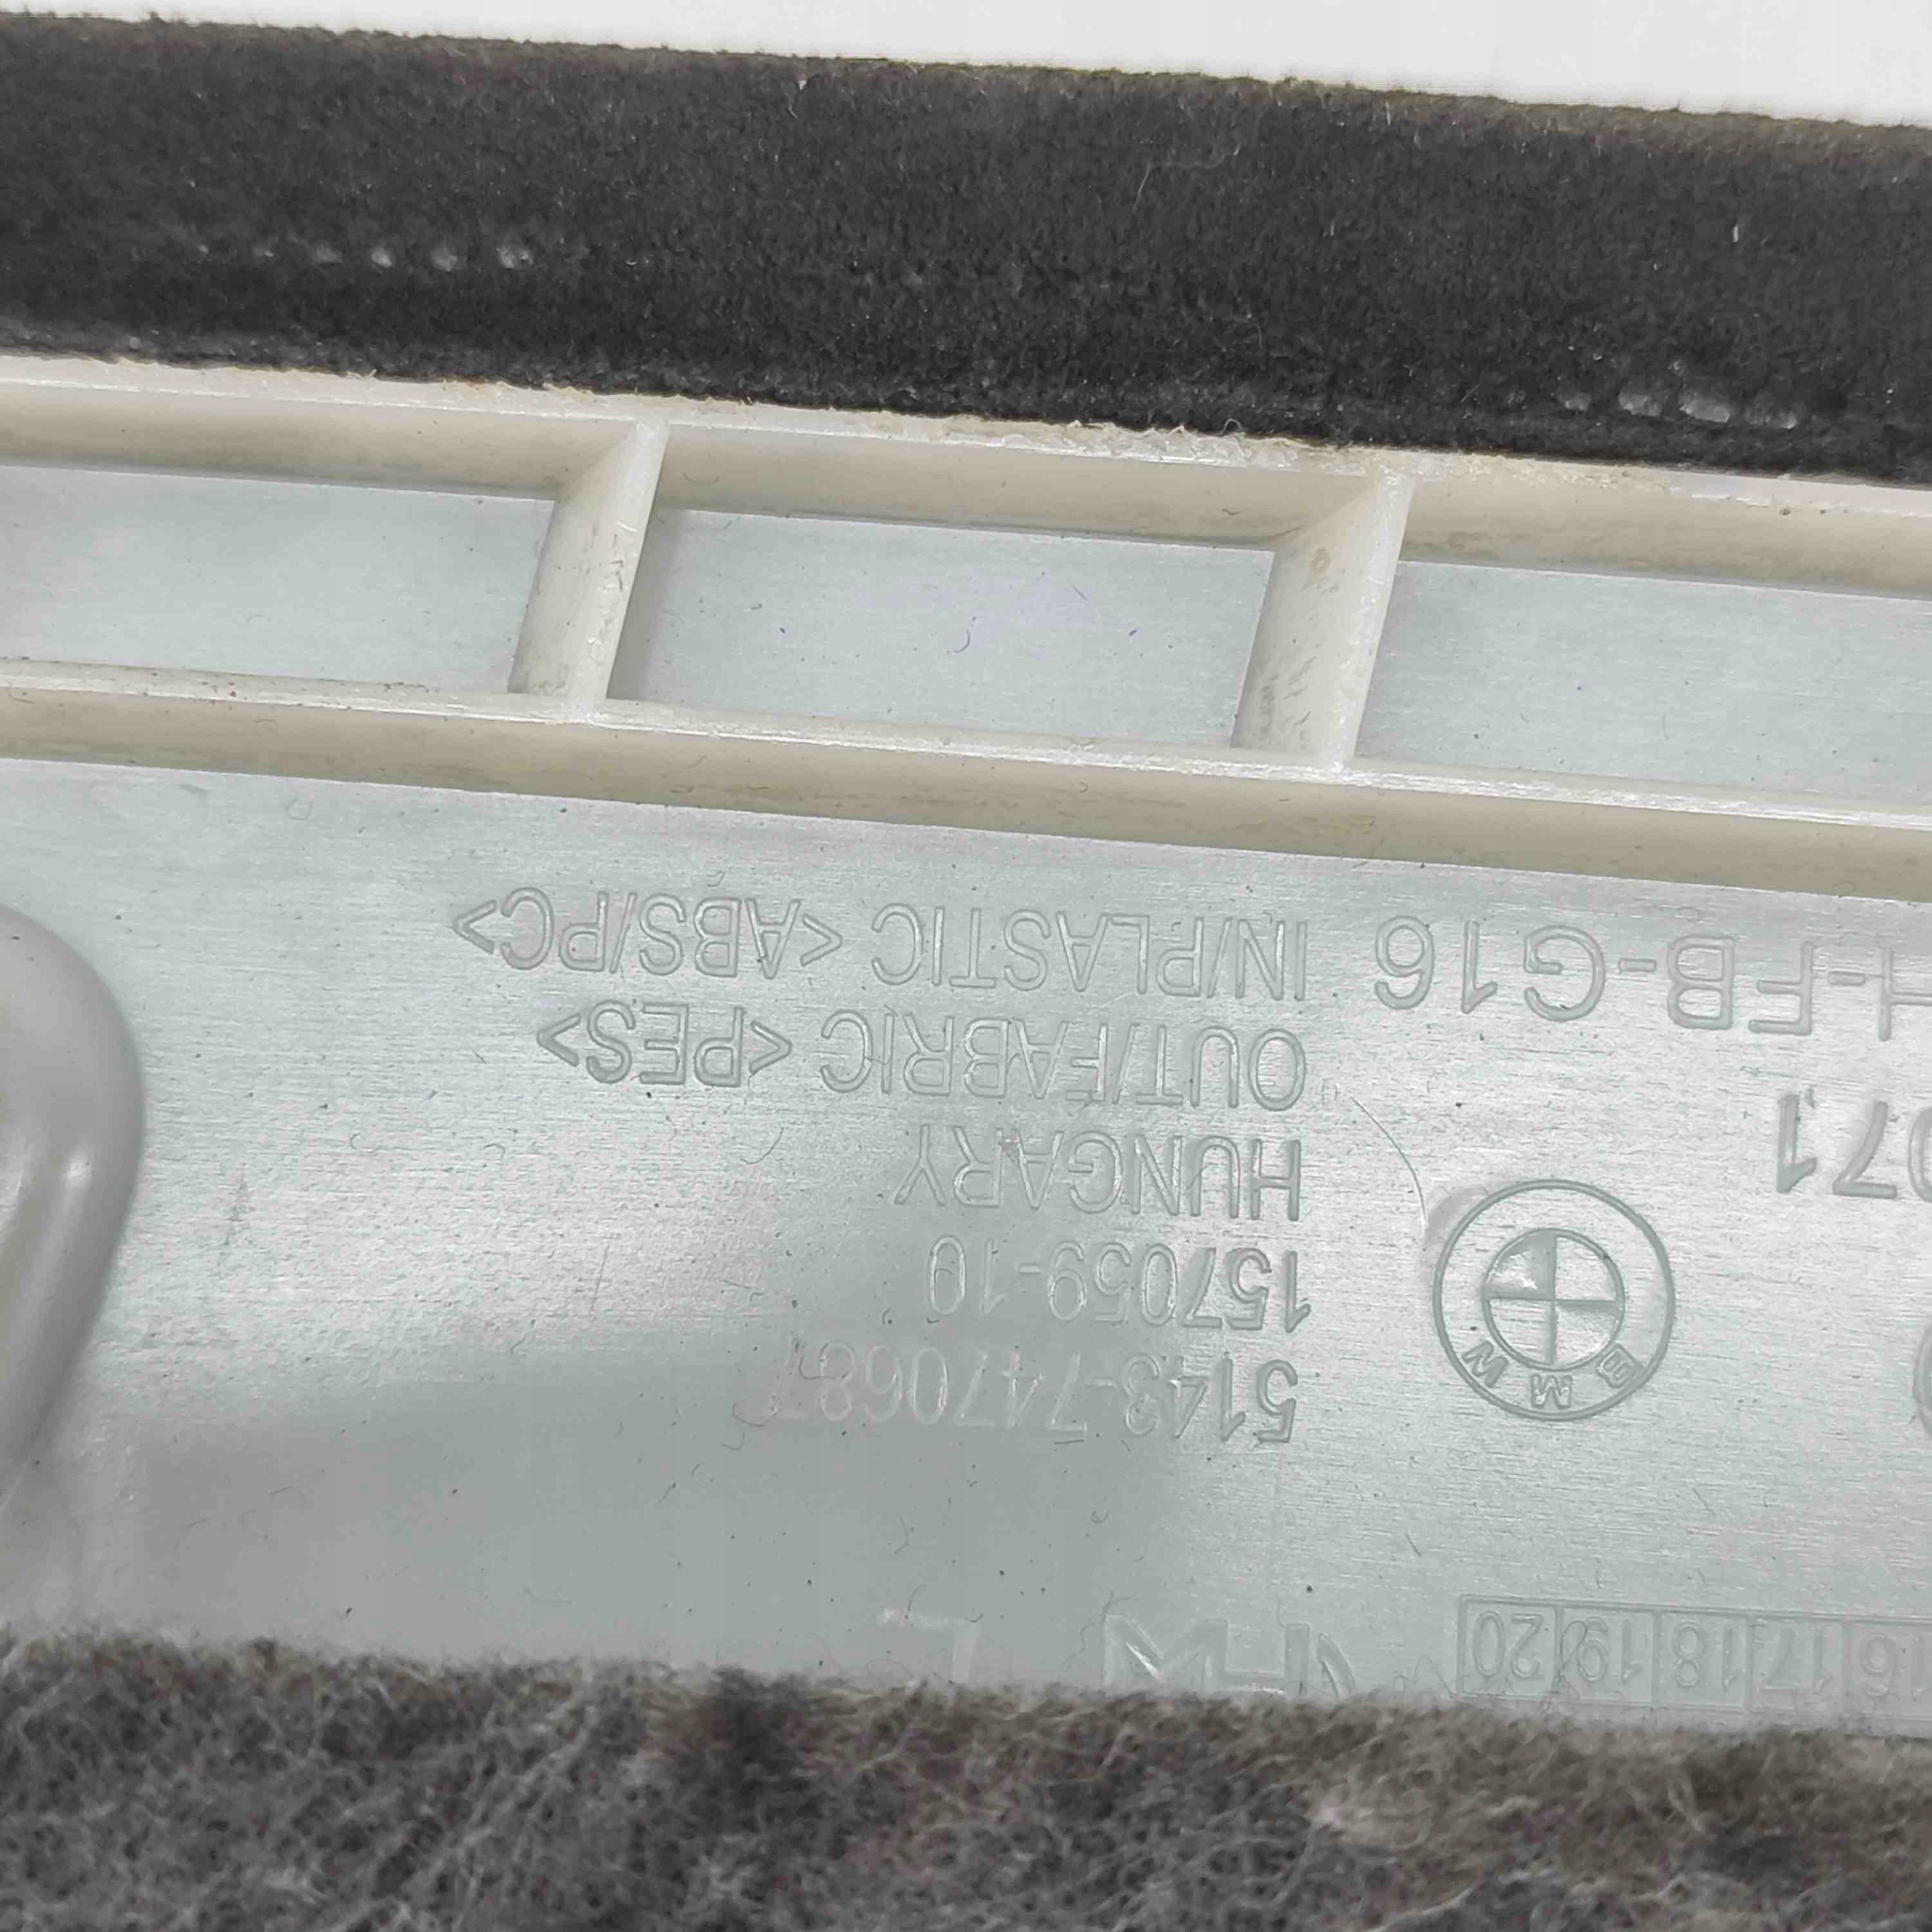 5143-7470687
157059-10
HUNGARY
OUT/FABRIC <PES>
IN/PLASTIC <ABS/PC>
-FB-G16
071
BMW
20 19 18 17 6